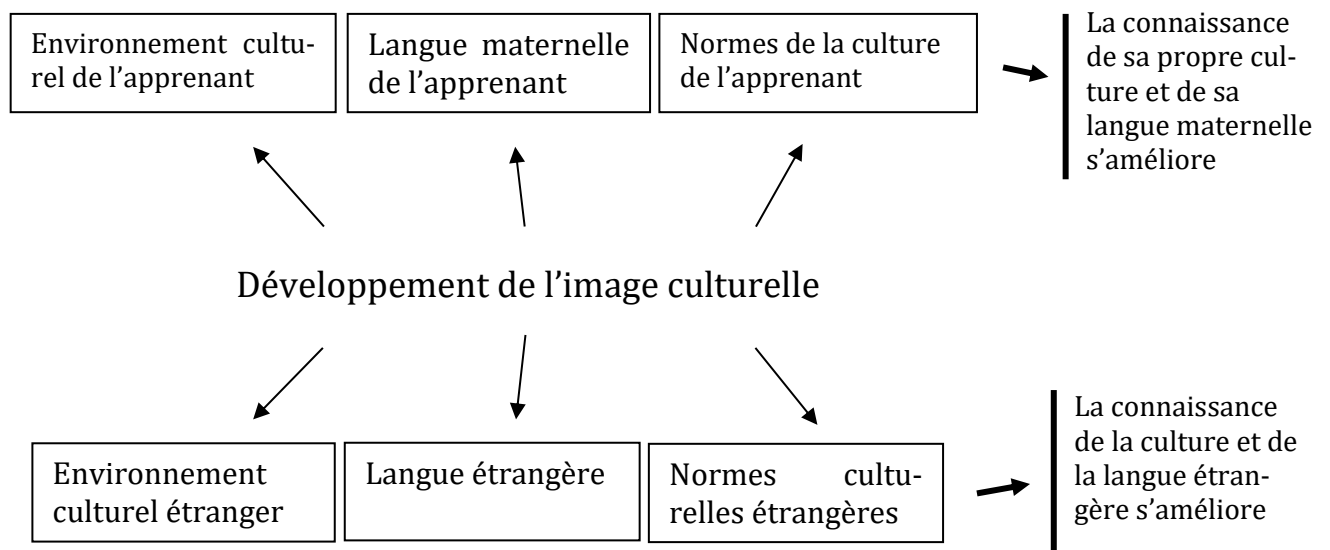 Environnement cultu-
rel de l’apprenant
Langue maternelle
de l’apprenant
Normes de la culture
de l’apprenant
La connaissance
de sa propre cul-
ture et de sa
langue maternelle
s’améliore
Développement de l’image culturelle
Environnement
culturel étranger
Langue étrangère
Normes cultu-
relles étrangères
La connaissance
de la culture et de
la langue étran-
gère s’améliore